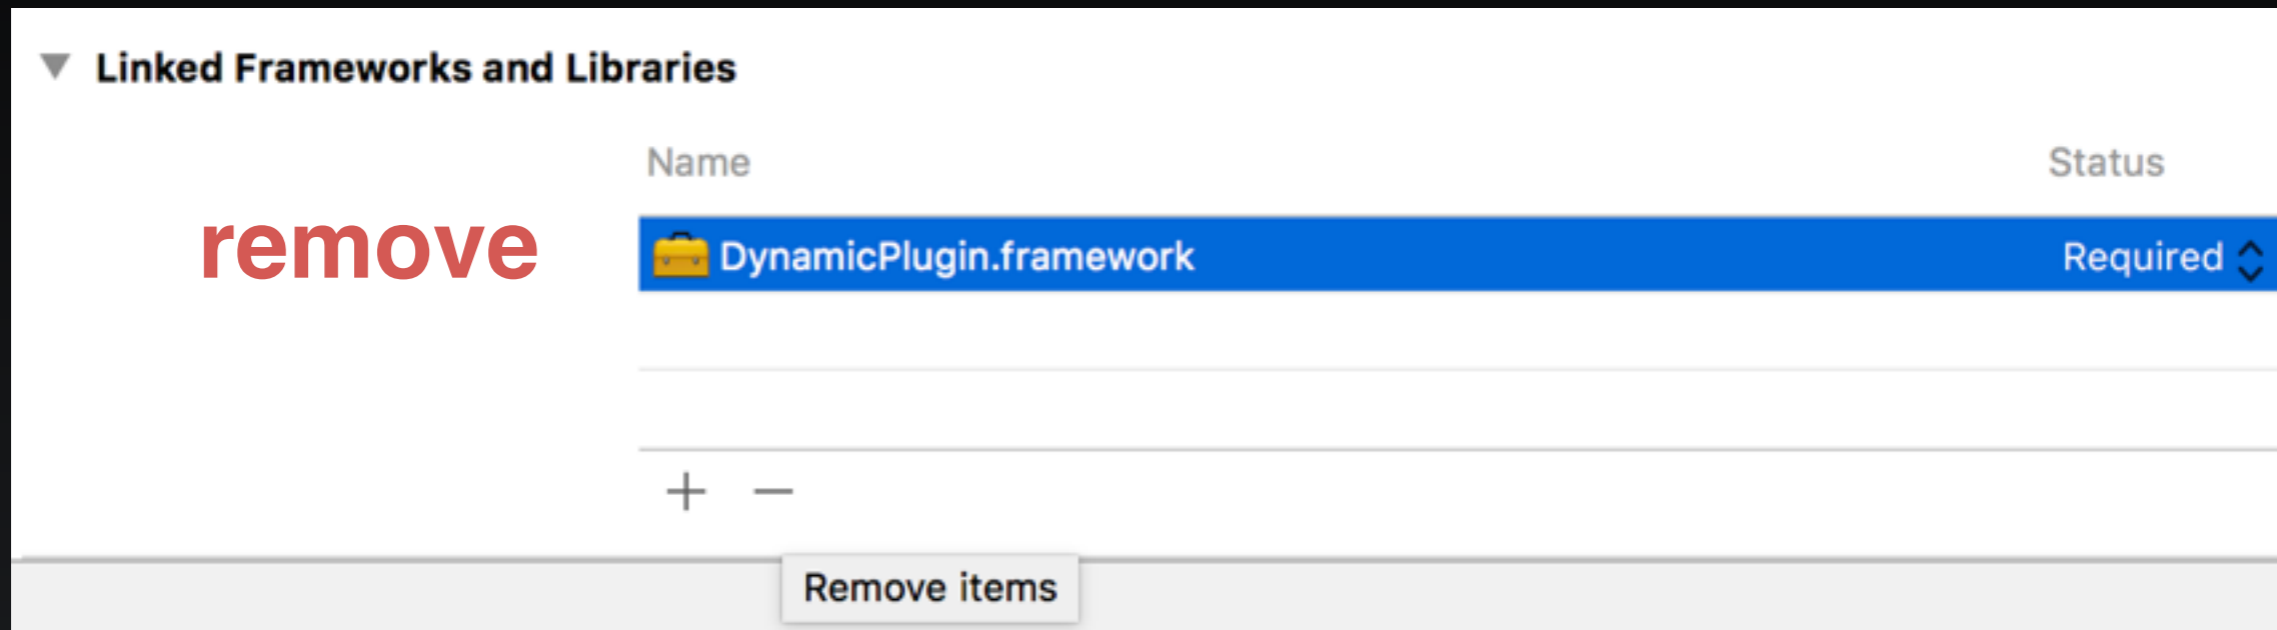 Linked Frameworks and Libraries
Name Status
remove
DynamicPlugin.framework Required
Remove items